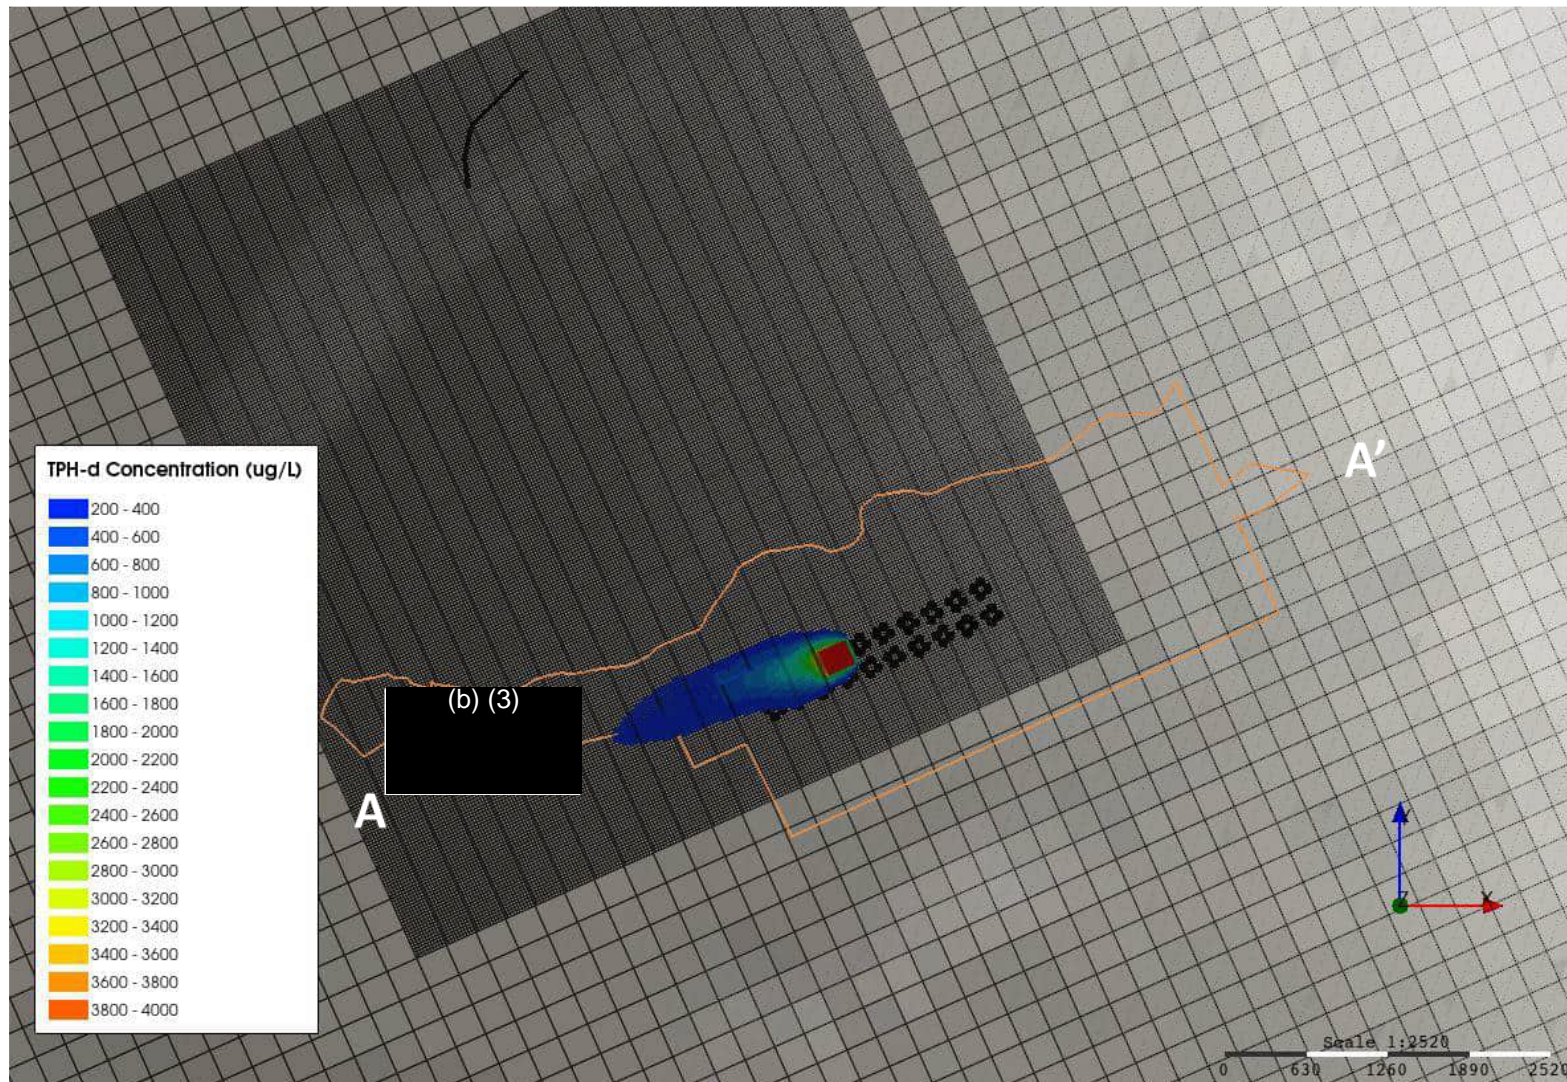 A'
TPH-d Concentration (ug/L)
200 - 400
400 - 600
600 - 800
800 - 1000
1000 - 1200
1200 - 1400
1400 - 1600
1600 - 1800
1800 - 2000
2000 - 2200
2200 - 2400
2400 - 2600
2600 - 2800
2800 - 3000
3000 - 3200
3200 - 3400
3400 - 3600
3600 - 3800
3800 - 4000
(b) (3)
A
Y
Z
X
Scale 1:2520
0 630 1260 1890 2520